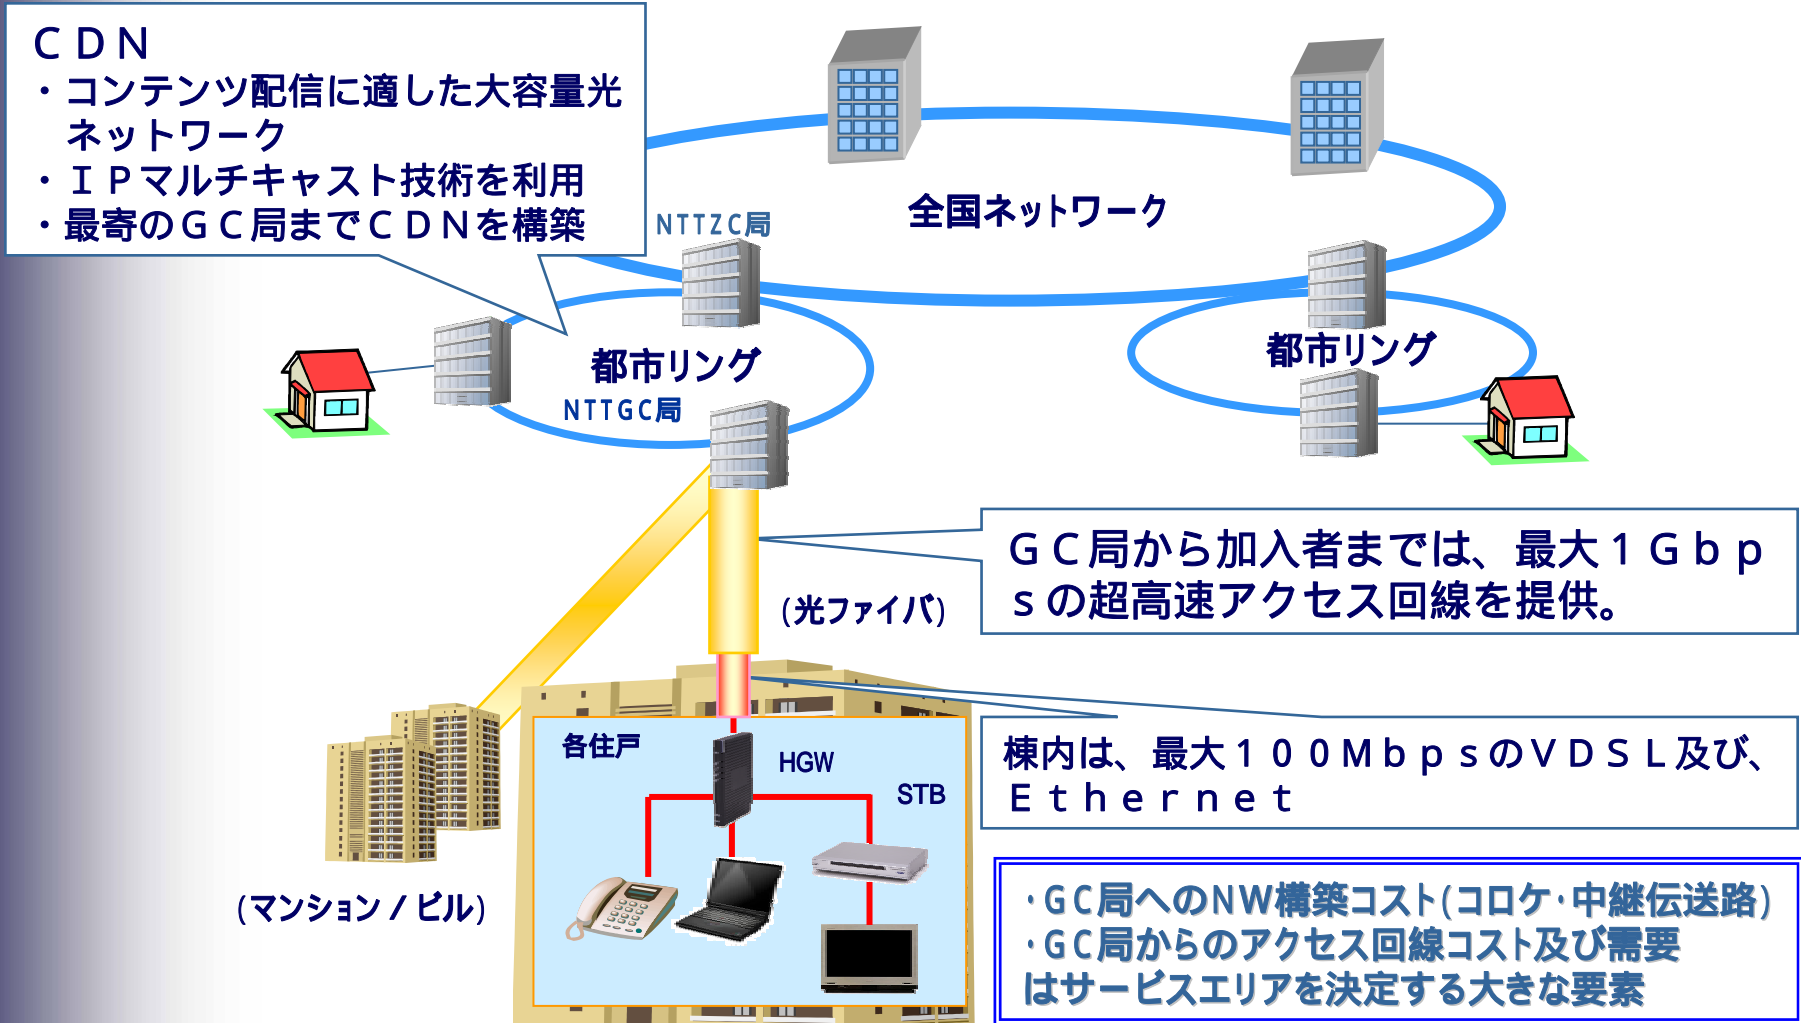 ＣＤＮ
・コンテンツ配信に適した大容量光
ネットワーク
・ＩＰマルチキャスト技術を利用
・最寄のＧＣ局までＣＤＮを構築
NTTZC局
全国ネットワーク
都市リング
NTTGC局
都市リング
ＧＣ局から加入者までは、最大１Ｇｂｐ
ｓの超高速アクセス回線を提供。
(光ファイバ)
各住戸
HGW
STB
棟内は、最大１００ＭｂｐｓのＶＤＳＬ及び、
Ｅｔｈｅｒｎｅｔ
(マンション / ビル)
・GC局へのNW構築コスト(コロケ・中継伝送路)
・GC局からのアクセス回線コスト及び需要
はサービスエリアを決定する大きな要素